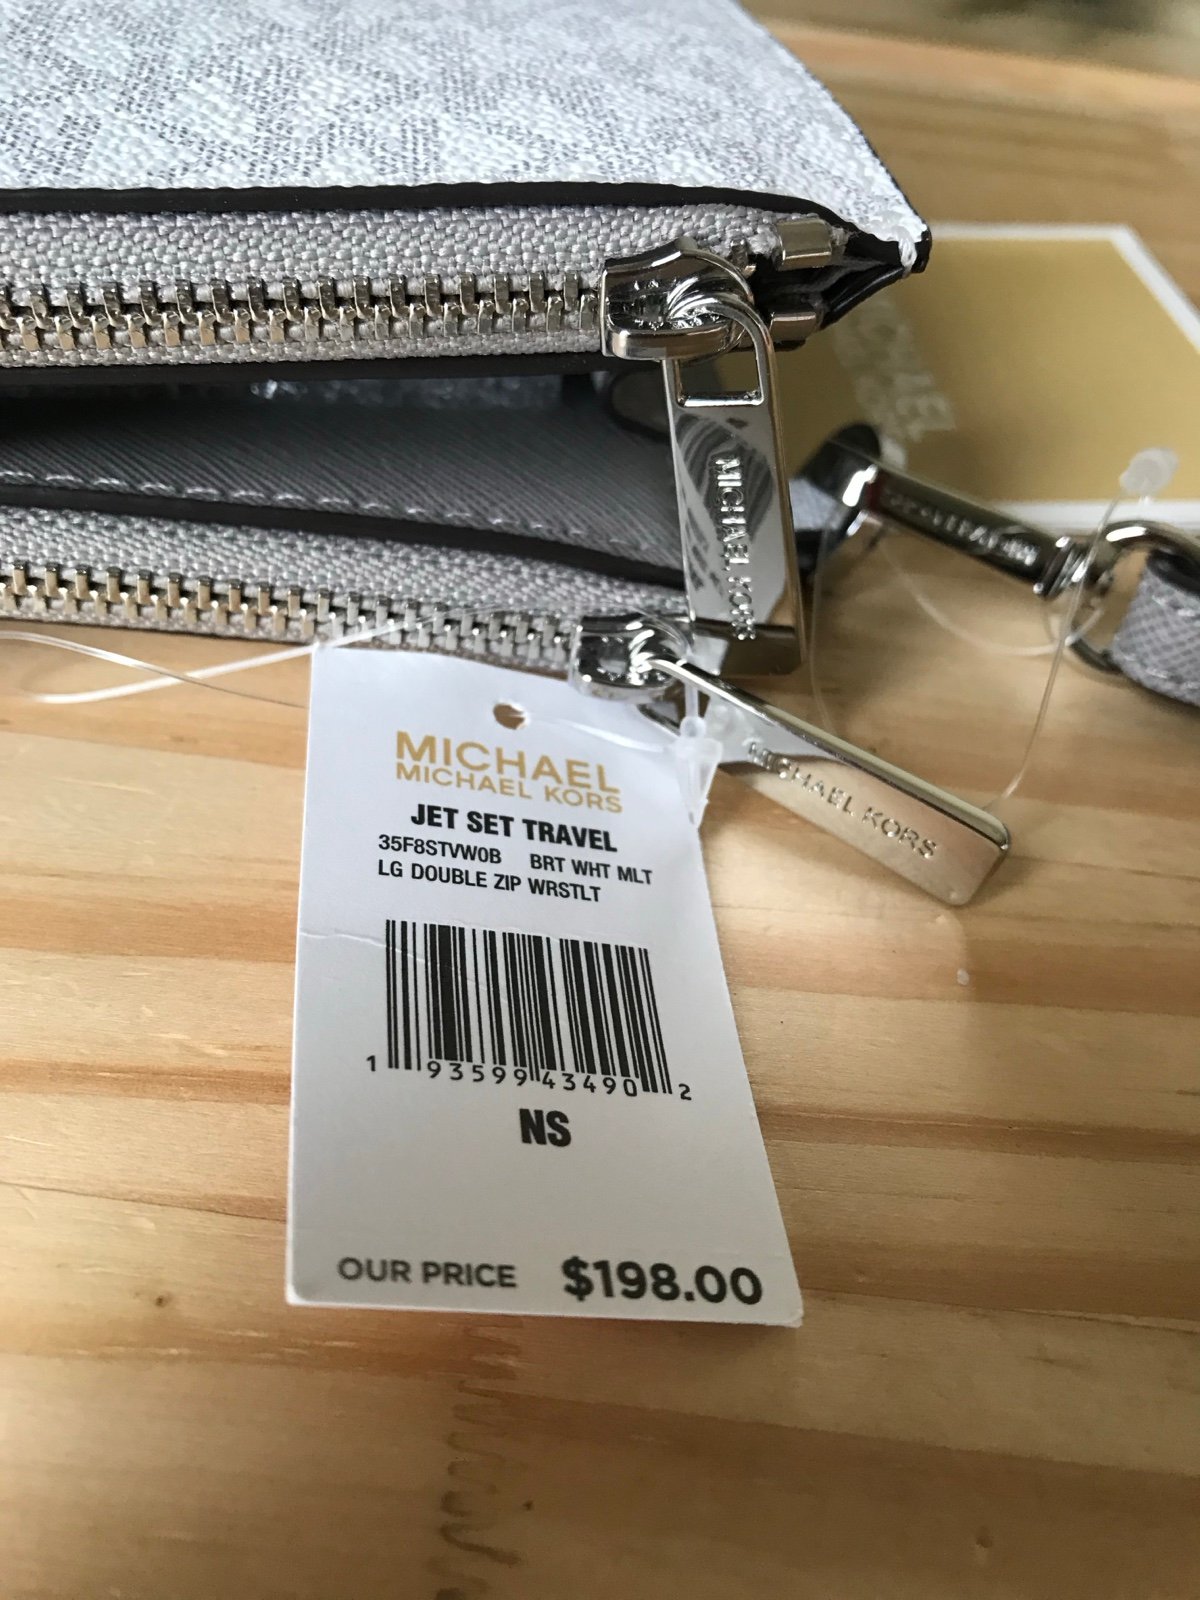 MICHAEL KORS
MICHAEL KORS
MICHAEL
MICHAEL KORS
JET SET TRAVEL
35F8STVW0B BRT WHT MLT
LG DOUBLE ZIP WRSTLT
1 93599 43490 2
NS
OUR PRICE $198.00